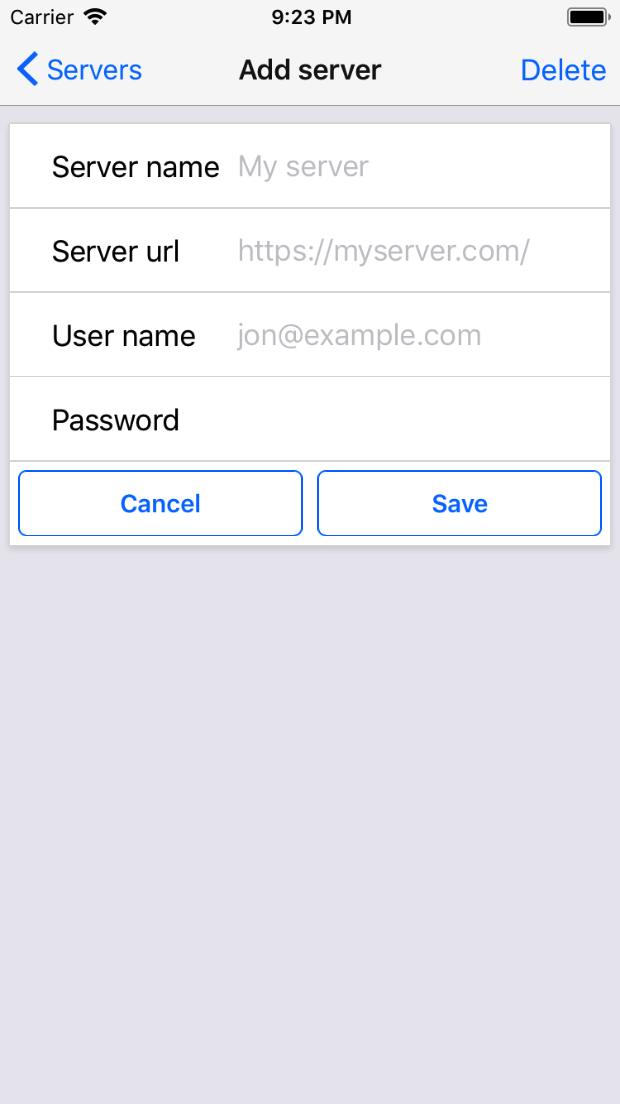 Carrier 9:23 PM
Servers Add server Delete
Server name My server
Server url https://myserver.com/
User name jon@example.com
Password
Cancel Save